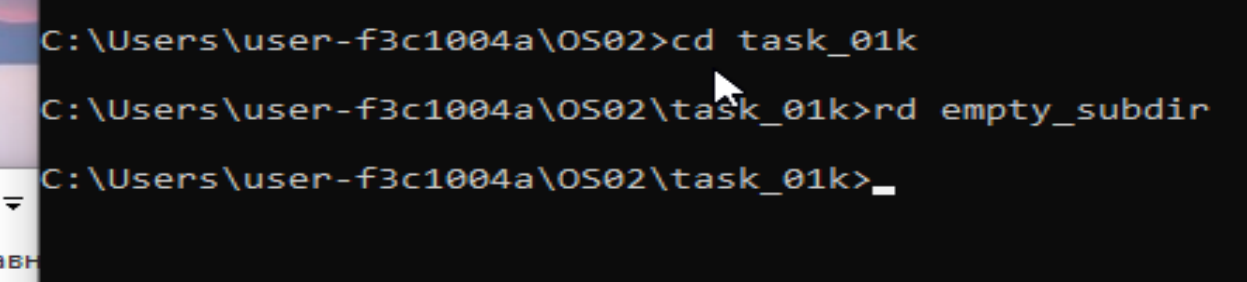 C:\Users\user-f3c1004a\OS02>cd task_01k
C:\Users\user-f3c1004a\OS02\task_01k>rd empty_subdir
C:\Users\user-f3c1004a\OS02\task_01k>